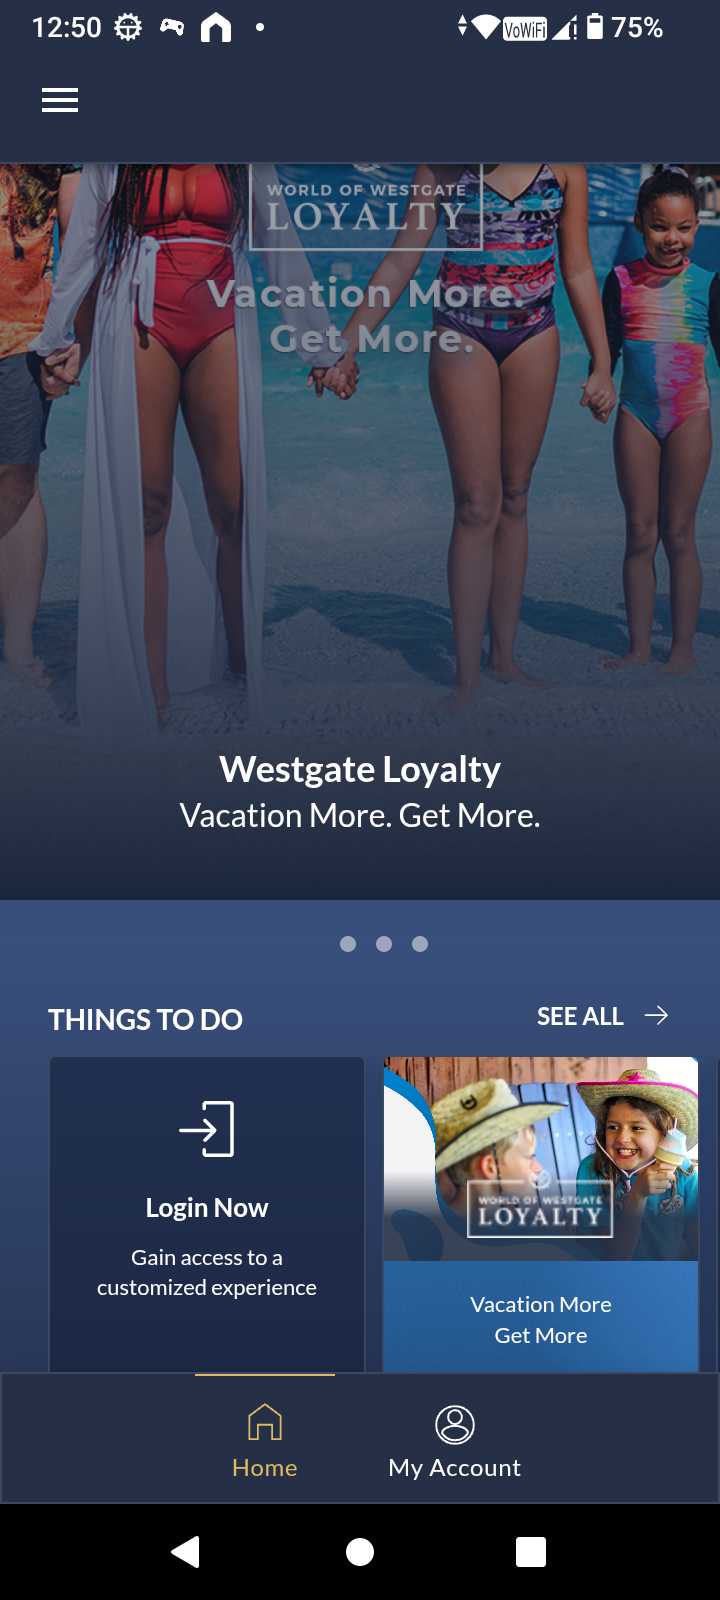 12:50
VoWiFi
75%
WORLD OF WESTGATE
LOYALTY
Vacation More.
Get More.
Westgate Loyalty
Vacation More. Get More.
THINGS TO DO
SEE ALL
Login Now
Gain access to a
customized experience
WORLD OF WESTGATE
LOYALTY
Vacation More
Get More
Home
My Account